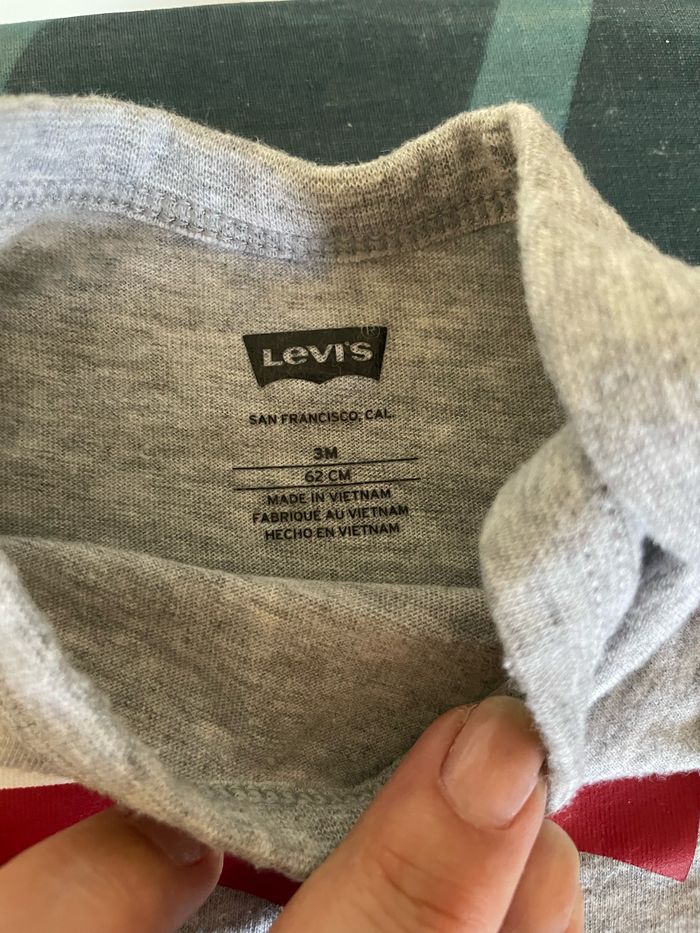 Levi's ®
SAN FRANCISCO, CAL.
3M
62 CM
MADE IN VIETNAM
FABRIQUÉ AU VIETNAM
HECHO EN VIETNAM